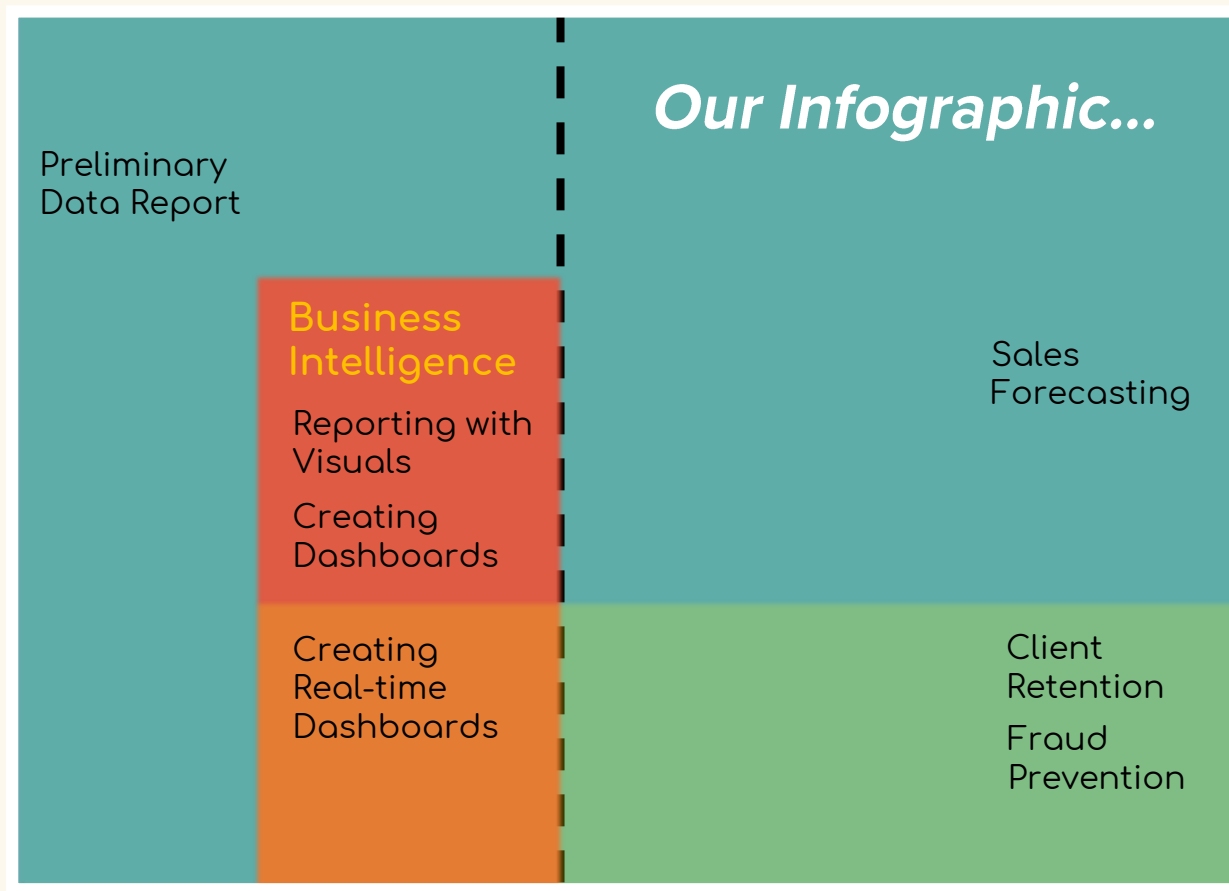 Our Infographic...
Preliminary
Data Report
Business
Intelligence
Reporting with
Visuals
Creating
Dashboards
Creating
Real-time
Dashboards
Sales
Forecasting
Client
Retention
Fraud
Prevention